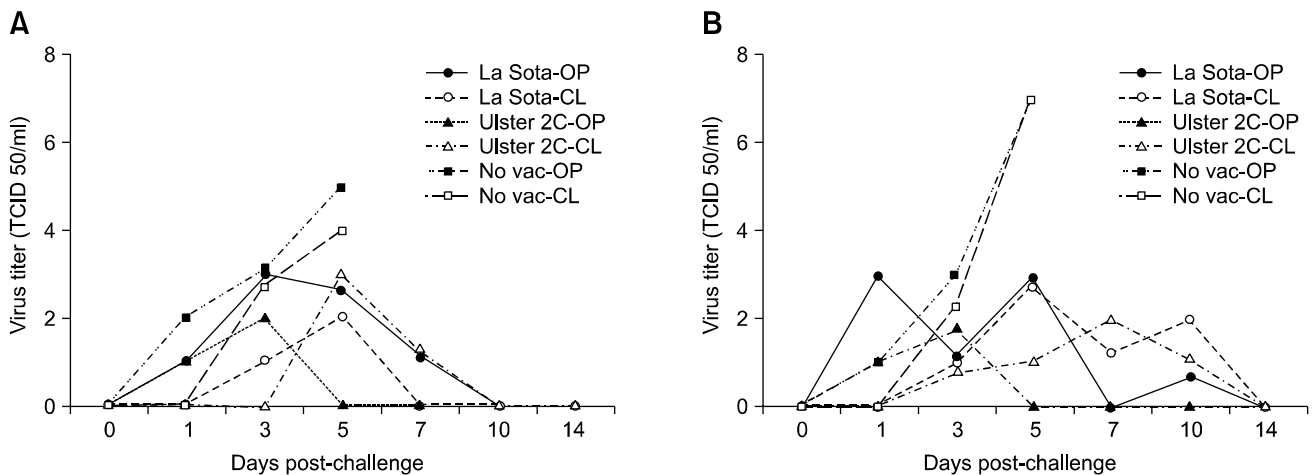 A
8
6
4
2
0
Virus titer (TCID 50/ml)
La Sota-OP
La Sota-CL
Ulster 2C-OP
Ulster 2C-CL
No vac-OP
No vac-CL
0 1 3 5 7 10 14
Days post-challenge
B
8
6
4
2
0
Virus titer (TCID 50/ml)
La Sota-OP
La Sota-CL
Ulster 2C-OP
Ulster 2C-CL
No vac-OP
No vac-CL
0 1 3 5 7 10 14
Days post-challenge